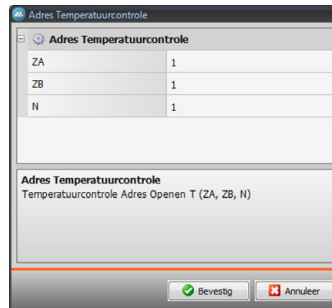 Adres Temperatuurcontrole
Adres Temperatuurcontrole
ZA 1
ZB 1
N 1
Adres Temperatuurcontrole
Temperatuurcontrole Adres Openen T (ZA, ZB, N)
Bevestig Annuleer